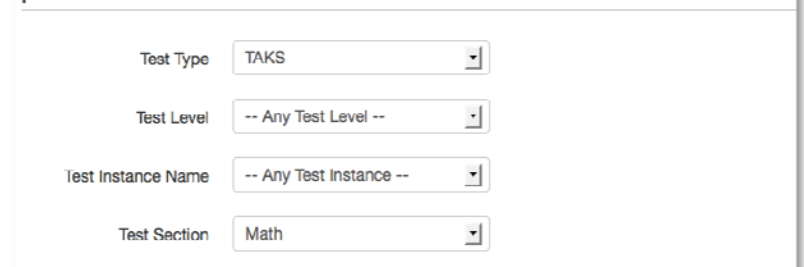 Test Type TAKS
Test Level -- Any Test Level --
Test Instance Name -- Any Test Instance --
Test Section Math